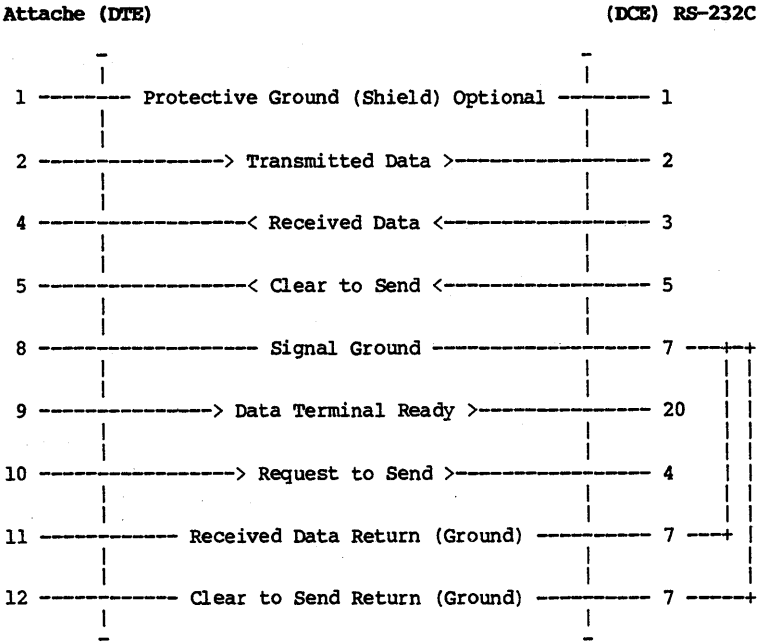 Attache (DTE) (DCE) RS-232C
1 Protective Ground (Shield) Optional 1
2 > Transmitted Data > 2
4 < Received Data < 3
5 < Clear to Send < 5
8 Signal Ground 7
9 > Data Terminal Ready > 20
10 > Request to Send > 4
11 Received Data Return (Ground) 7
12 Clear to Send Return (Ground) 7